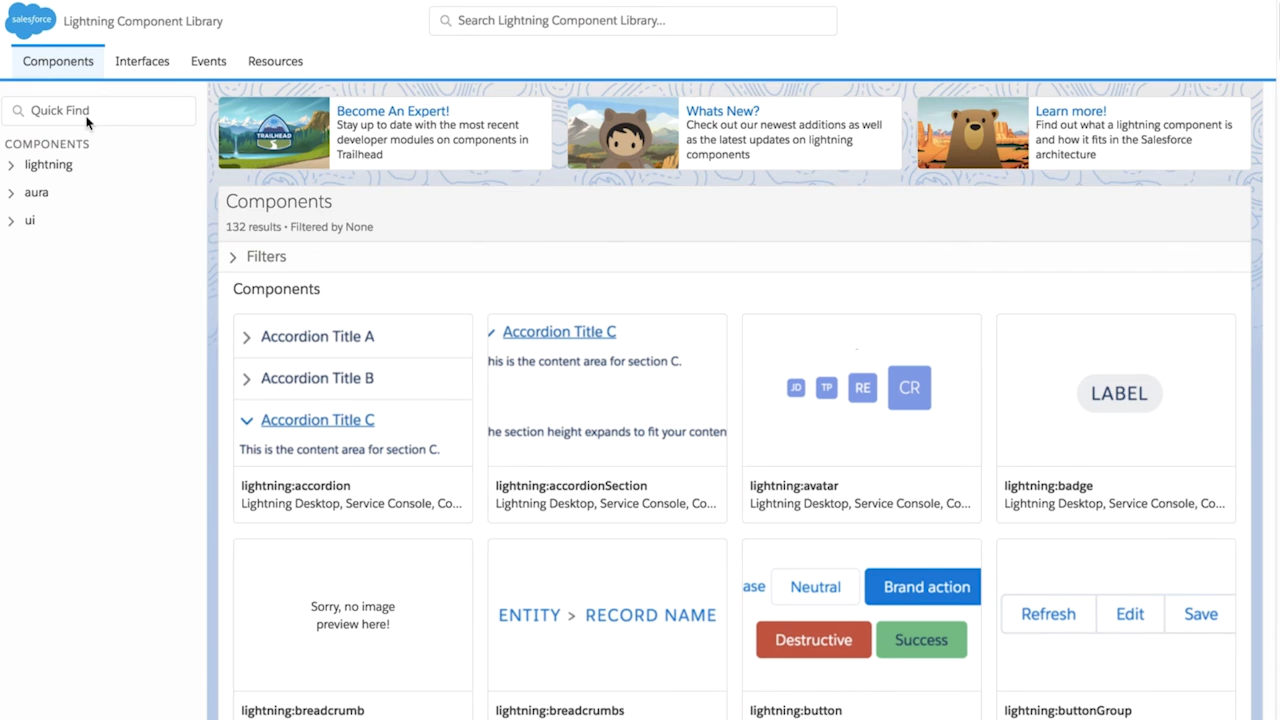 salesforce
Lightning Component Library
Search Lightning Component Library...
Components
Interfaces
Events
Resources
Quick Find
COMPONENTS
lightning
aura
ui
TRAILHEAD
Become An Expert!
Stay up to date with the most recent
developer modules on components in
Trailhead
Whats New?
Check out our newest additions as well
as the latest updates on lightning
components
Learn more!
Find out what a lightning component is
and how it fits in the Salesforce
architecture
Components
132 results • Filtered by None
Filters
Components
Accordion Title A
Accordion Title B
Accordion Title C
This is the content area for section C.
lightning:accordion
Lightning Desktop, Service Console, Co...
Accordion Title C
his is the content area for section C.
he section height expands to fit your conten
lightning:accordionSection
Lightning Desktop, Service Console, Co...
JD TP RE CR
lightning:avatar
Lightning Desktop, Service Console, Co...
LABEL
lightning:badge
Lightning Desktop, Service Console, Co...
Sorry, no image
preview here!
lightning:breadcrumb
ENTITY > RECORD NAME
lightning:breadcrumbs
ase Neutral Brand action
Destructive Success
lightning:button
Refresh Edit Save
lightning:buttonGroup